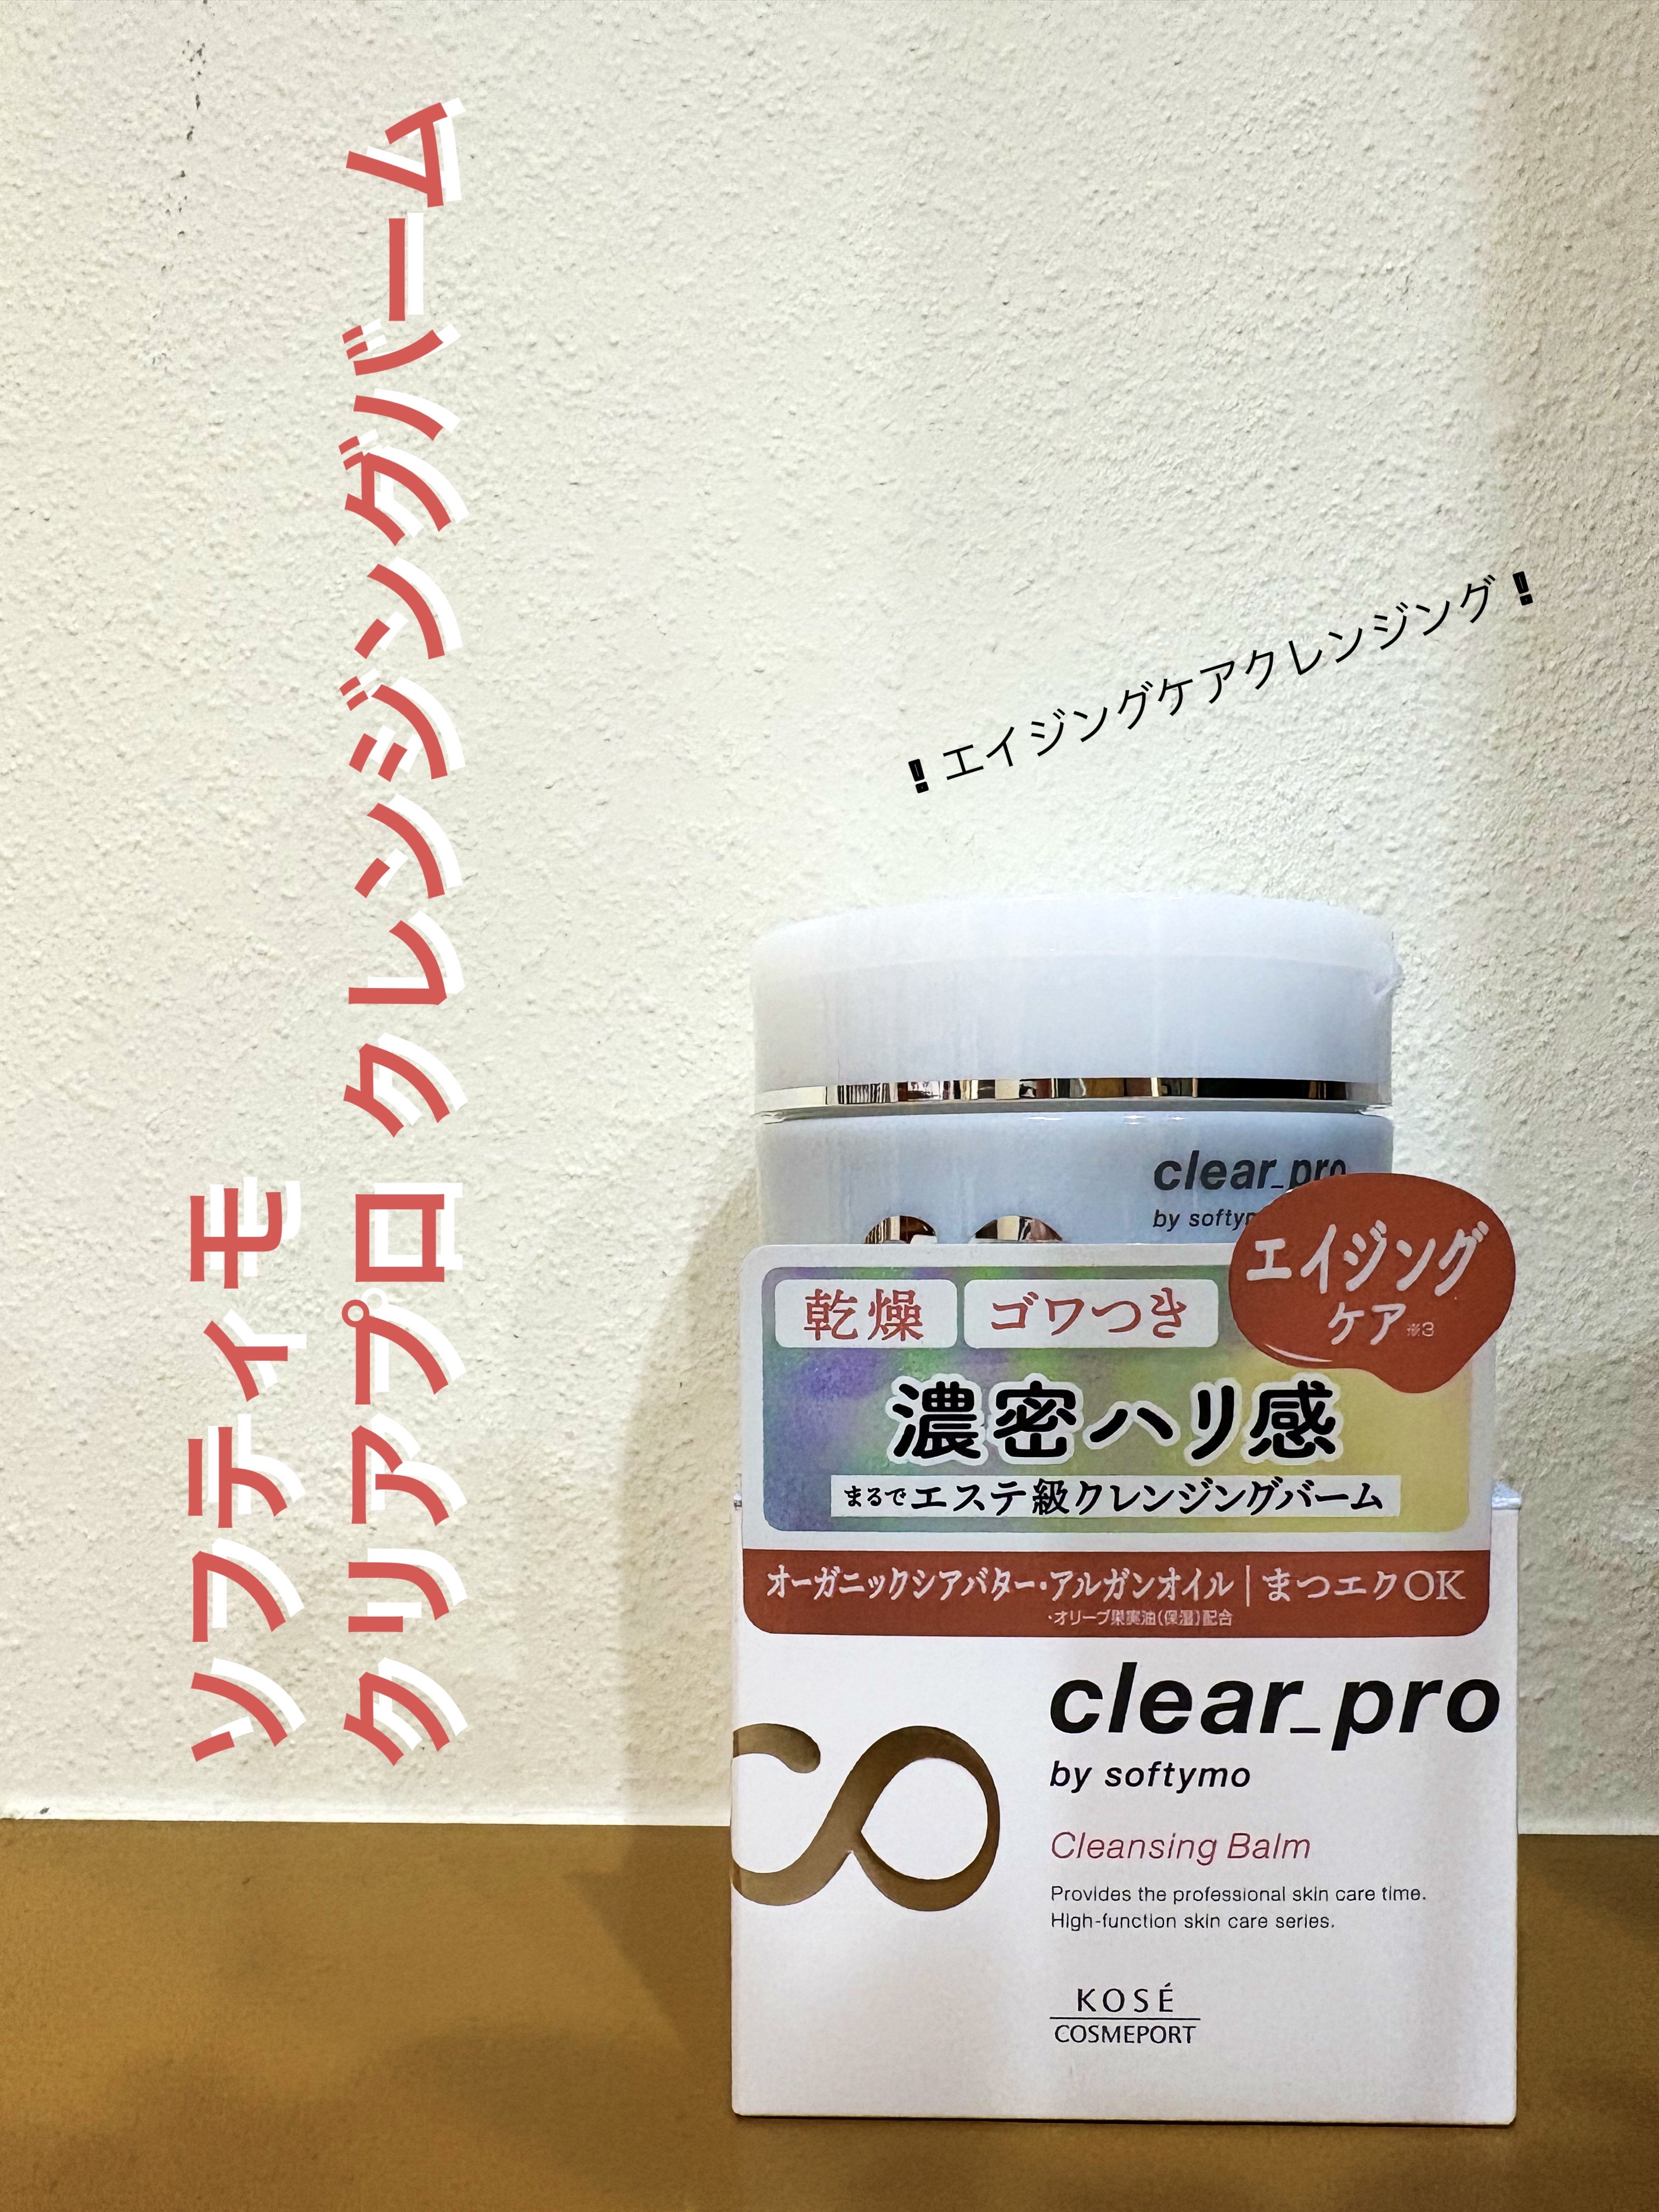 ソフティモ
クリアプロ クレンジングバーム
❗エイジングケアクレンジング❗
clear_pro
by softymo
エイジング
ケア※3
乾燥 ゴワつき
濃密ハリ感
まるでエステ級クレンジングバーム
オーガニックシアバター・アルガンオイル | まつエクOK
・オリーブ果実油(保湿)配合
clear_pro
by softymo
Cleansing Balm
Provides the professional skin care time.
High-function skin care series.
KOSÉ
COSMEPORT